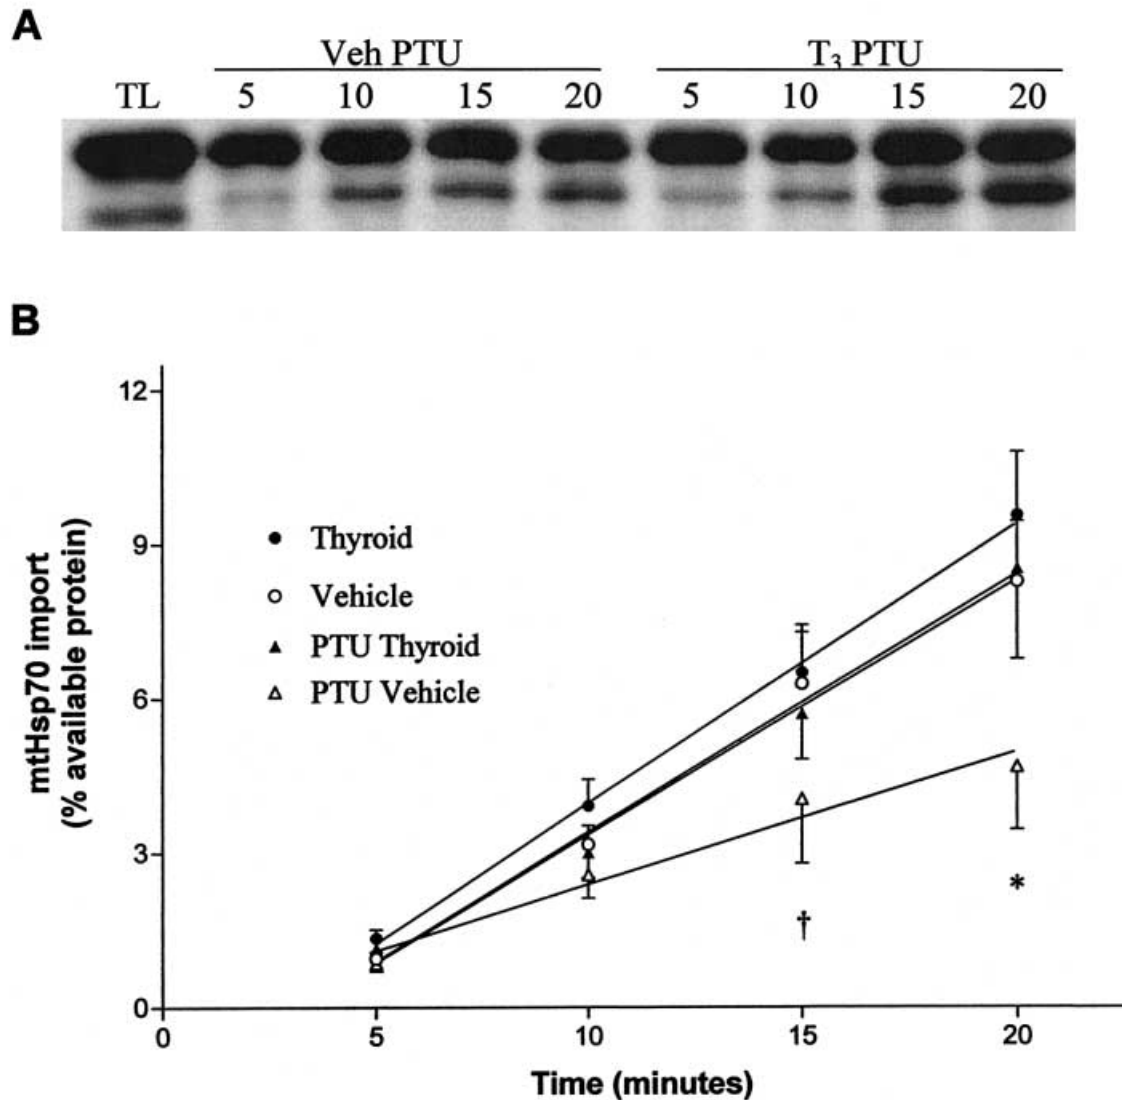 A
Veh PTU T₃ PTU
TL 5 10 15 20 5 10 15 20
B
12
9
6
3
0
mtHsp70 import
(% available protein)
Thyroid
Vehicle
PTU Thyroid
PTU Vehicle
†
*
0 5 10 15 20
Time (minutes)